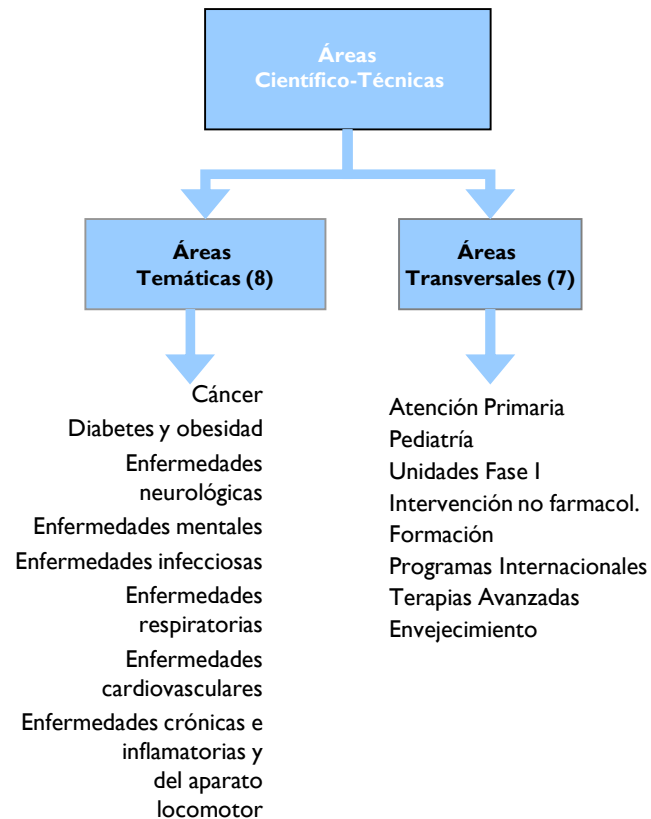 Áreas
Científico-Técnicas
Áreas
Temáticas (8)
Áreas
Transversales (7)
Cáncer
Diabetes y obesidad
Enfermedades
neurológicas
Enfermedades mentales
Enfermedades infecciosas
Enfermedades
respiratorias
Enfermedades
cardiovasculares
Enfermedades crónicas e
inflamatorias y
del aparato
locomotor
Atención Primaria
Pediatría
Unidades Fase I
Intervención no farmacol.
Formación
Programas Internacionales
Terapias Avanzadas
Envejecimiento